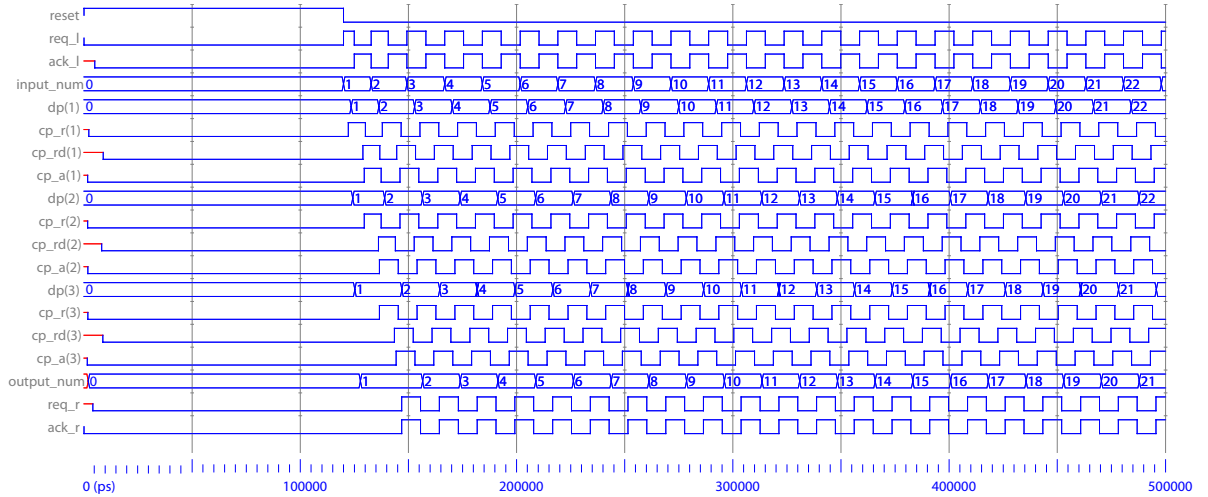 reset
req_l
ack_l
input_num 0 1 2 3 4 5 6 7 8 9 10 11 12 13 14 15 16 17 18 19 20 21 22
dp(1) 0 1 2 3 4 5 6 7 8 9 10 11 12 13 14 15 16 17 18 19 20 21 22
cp_r(1)
cp_rd(1)
cp_a(1)
dp(2) 0 1 2 3 4 5 6 7 8 9 10 11 12 13 14 15 16 17 18 19 20 21 22
cp_r(2)
cp_rd(2)
cp_a(2)
dp(3) 0 1 2 3 4 5 6 7 8 9 10 11 12 13 14 15 16 17 18 19 20 21
cp_r(3)
cp_rd(3)
cp_a(3)
output_num 0 1 2 3 4 5 6 7 8 9 10 11 12 13 14 15 16 17 18 19 20 21
req_r
ack_r
0 (ps) 100000 200000 300000 400000 500000